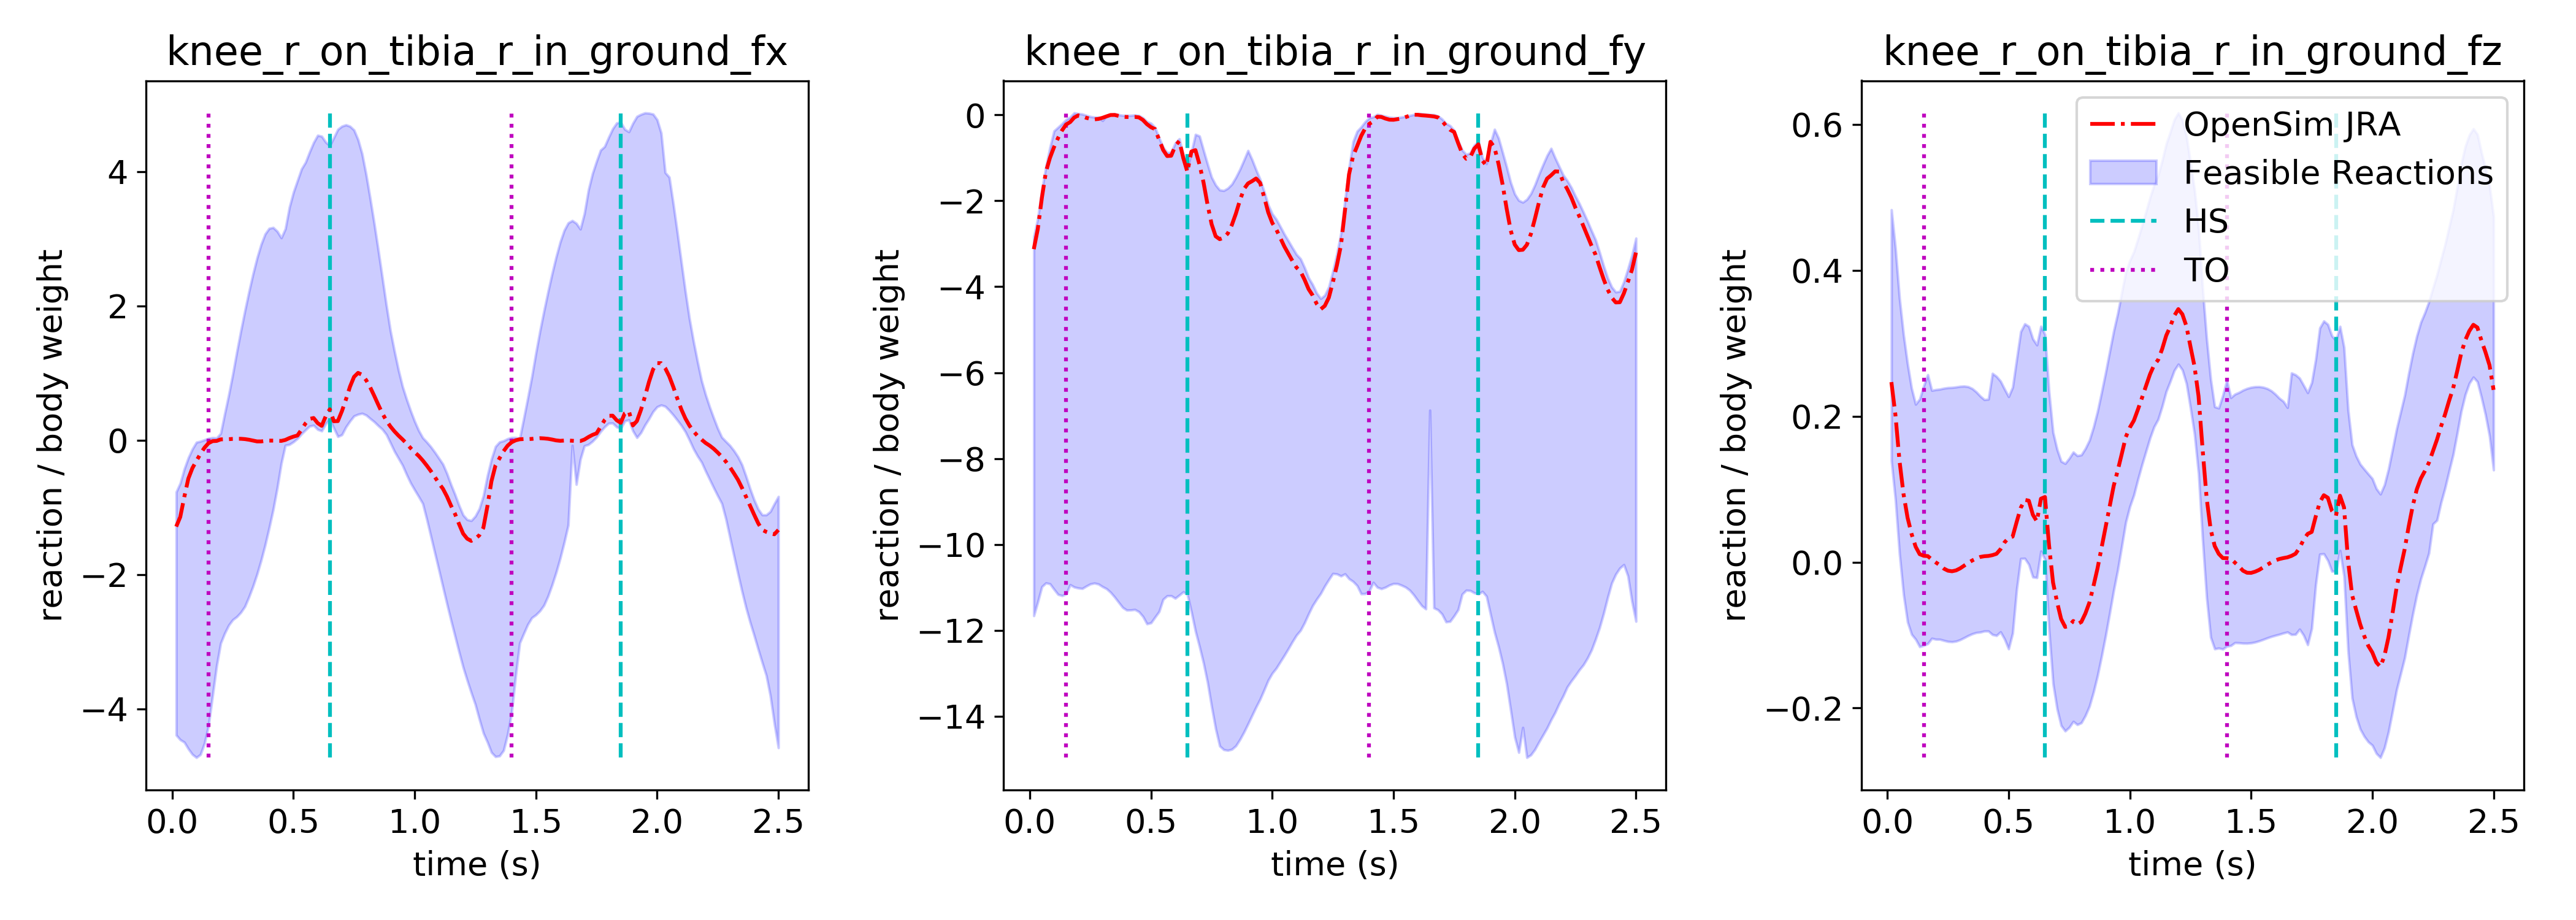 knee_r_on_tibia_r_in_ground_fx
knee_r_on_tibia_r_in_ground_fy
knee_r_on_tibia_r_in_ground_fz
reaction / body weight
4
2
0
−2
−4
0.0 0.5 1.0 1.5 2.0 2.5
time (s)
reaction / body weight
0
−2
−4
−6
−8
−10
−12
−14
0.0 0.5 1.0 1.5 2.0 2.5
time (s)
reaction / body weight
0.6
0.4
0.2
0.0
−0.2
0.0 0.5 1.0 1.5 2.0 2.5
time (s)
OpenSim JRA
Feasible Reactions
HS
TO